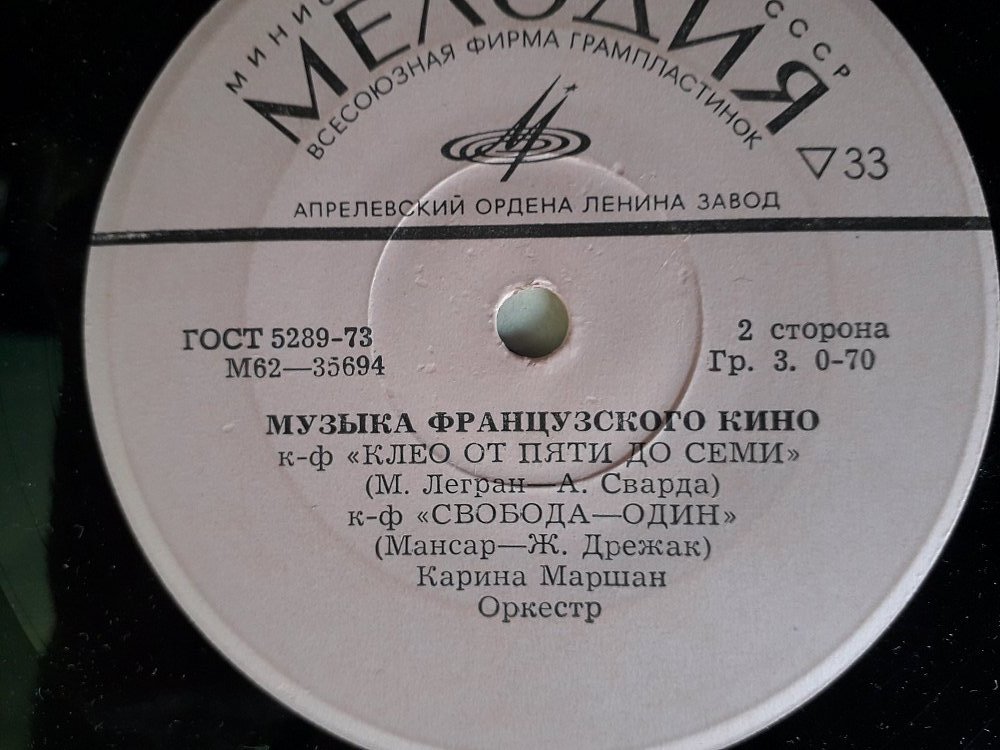 МЕЛОДИЯ
СССР
ВСЕСОЮЗНАЯ ФИРМА ГРАМПЛАСТИНОК
33
АПРЕЛЕВСКИЙ ОРДЕНА ЛЕНИНА ЗАВОД
ГОСТ 5289-73
М62—35694
2 сторона
Гр. 3. 0-70
МУЗЫКА ФРАНЦУЗСКОГО КИНО
к-ф «КЛЕО ОТ ПЯТИ ДО СЕМИ»
(М. Легран—А. Сварда)
к-ф «СВОБОДА—ОДИН»
(Мансар—Ж. Дрежак)
Карина Маршан
Оркестр